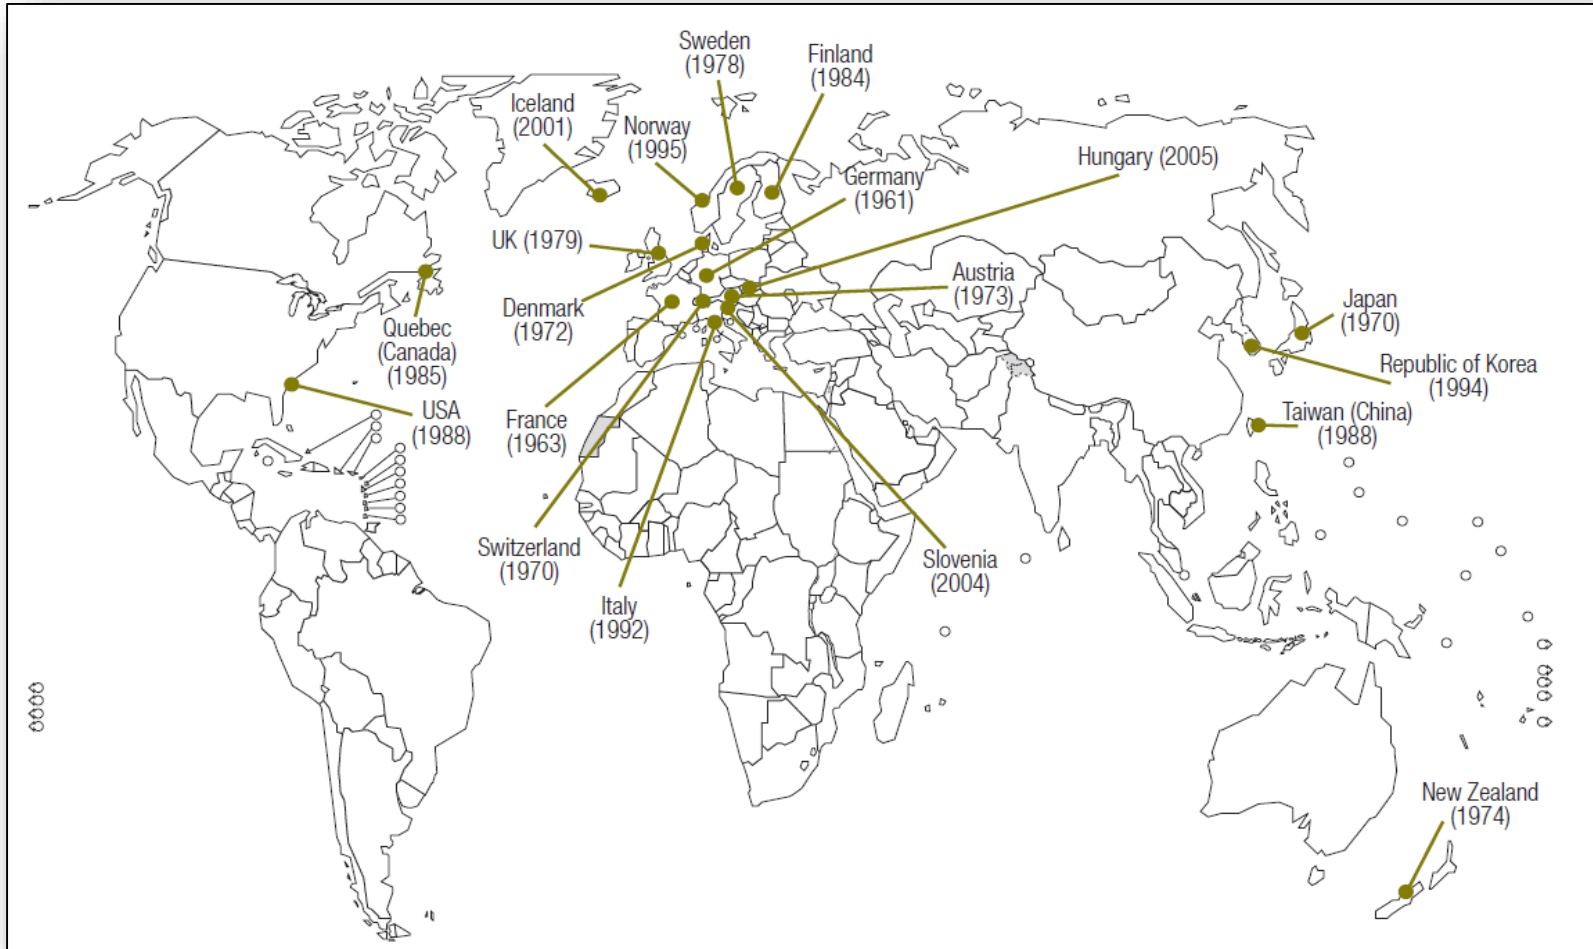 Sweden
(1978)
Finland
(1984)
Iceland
(2001)
Norway
(1995)
Hungary (2005)
Germany
(1961)
UK (1979)
Austria
(1973)
Denmark
(1972)
Japan
(1970)
Quebec
(Canada)
(1985)
Republic of Korea
(1994)
USA
(1988)
France
(1963)
Taiwan (China)
(1988)
Switzerland
(1970)
Slovenia
(2004)
Italy
(1992)
New Zealand
(1974)